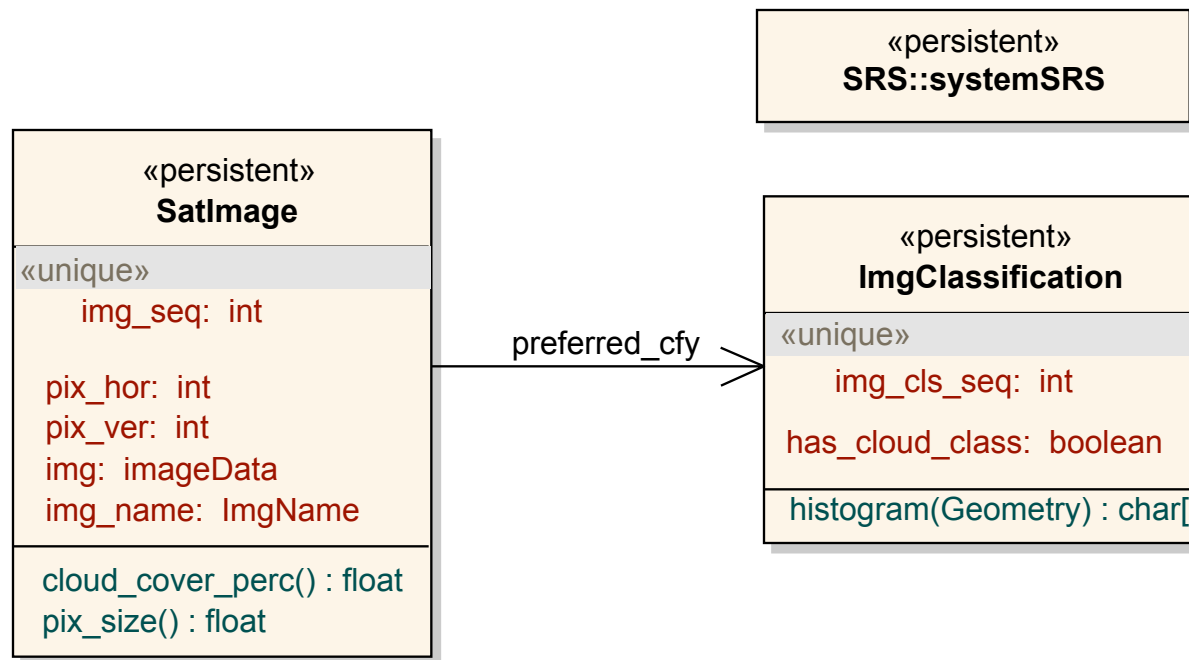 «persistent»
SRS::systemSRS
«persistent»
SatImage
«unique»
img_seq: int
pix_hor: int
pix_ver: int
img: imageData
img_name: ImgName
cloud_cover_perc() : float
pix_size() : float
preferred_cfy
«persistent»
ImgClassification
«unique»
img_cls_seq: int
has_cloud_class: boolean
histogram(Geometry) : char[